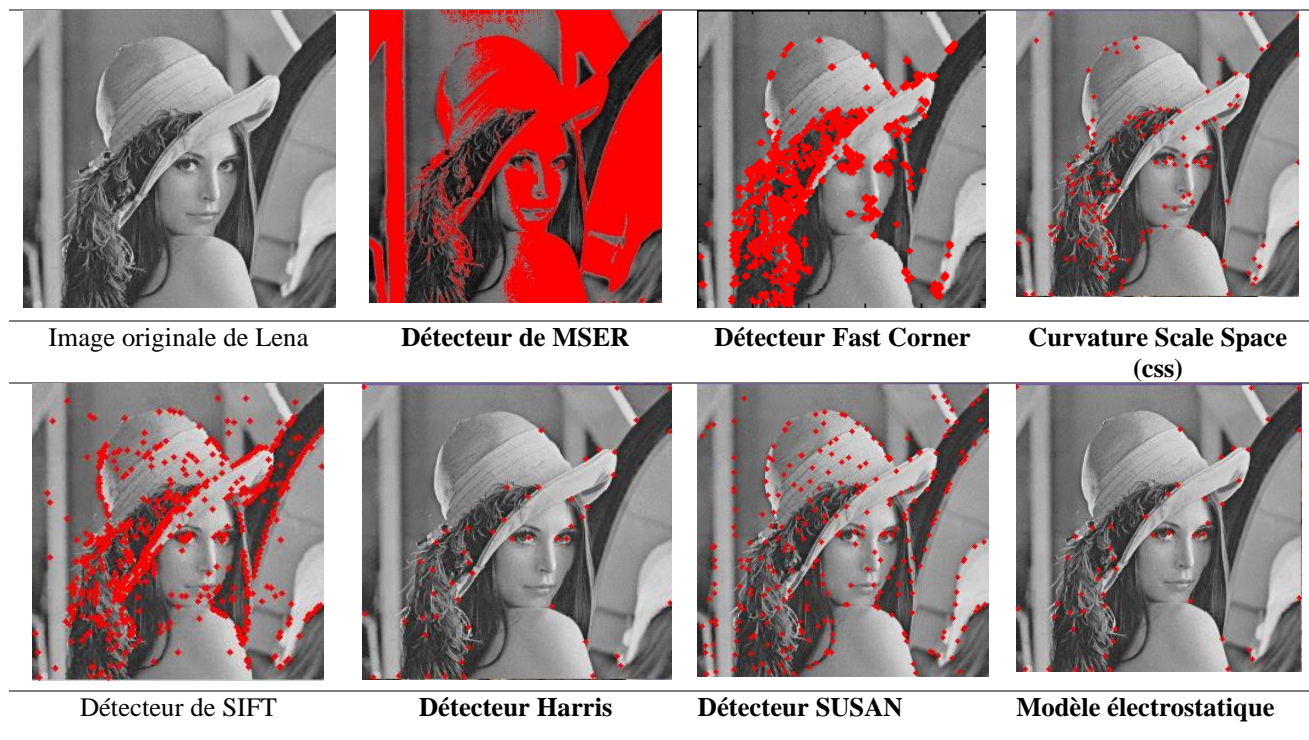 Image originale de Lena
Détecteur de MSER
Détecteur Fast Corner
Curvature Scale Space
(css)
Détecteur de SIFT
Détecteur Harris
Détecteur SUSAN
Modèle électrostatique